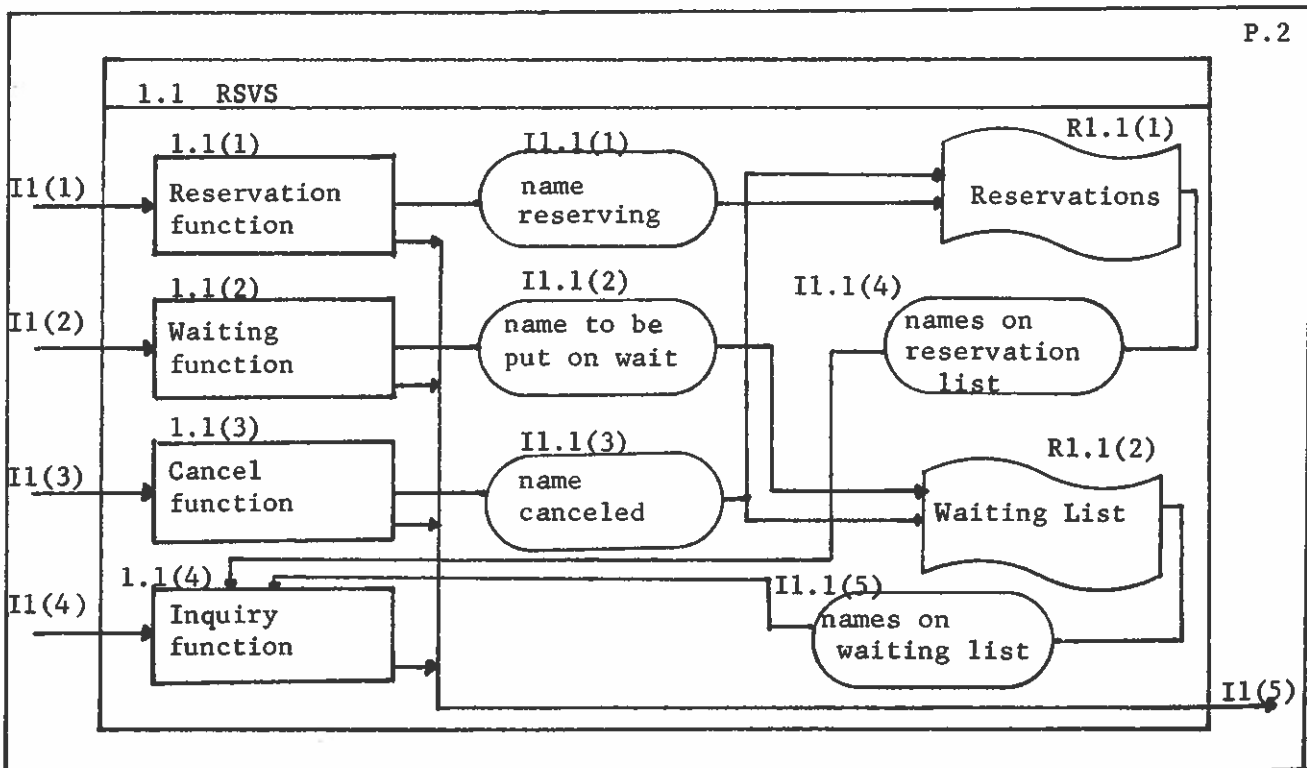 P.2
1.1 RSVS
1.1(1)
I1.1(1)
R1.1(1)
I1(1)
Reservation
function
name
reserving
Reservations
1.1(2)
I1.1(2)
I1.1(4)
I1(2)
Waiting
function
name to be
put on wait
names on
reservation
list
1.1(3)
I1.1(3)
R1.1(2)
I1(3)
Cancel
function
name
canceled
Waiting List
1.1(4)
I1.1(5)
I1(4)
Inquiry
function
names on
waiting list
I1(5)